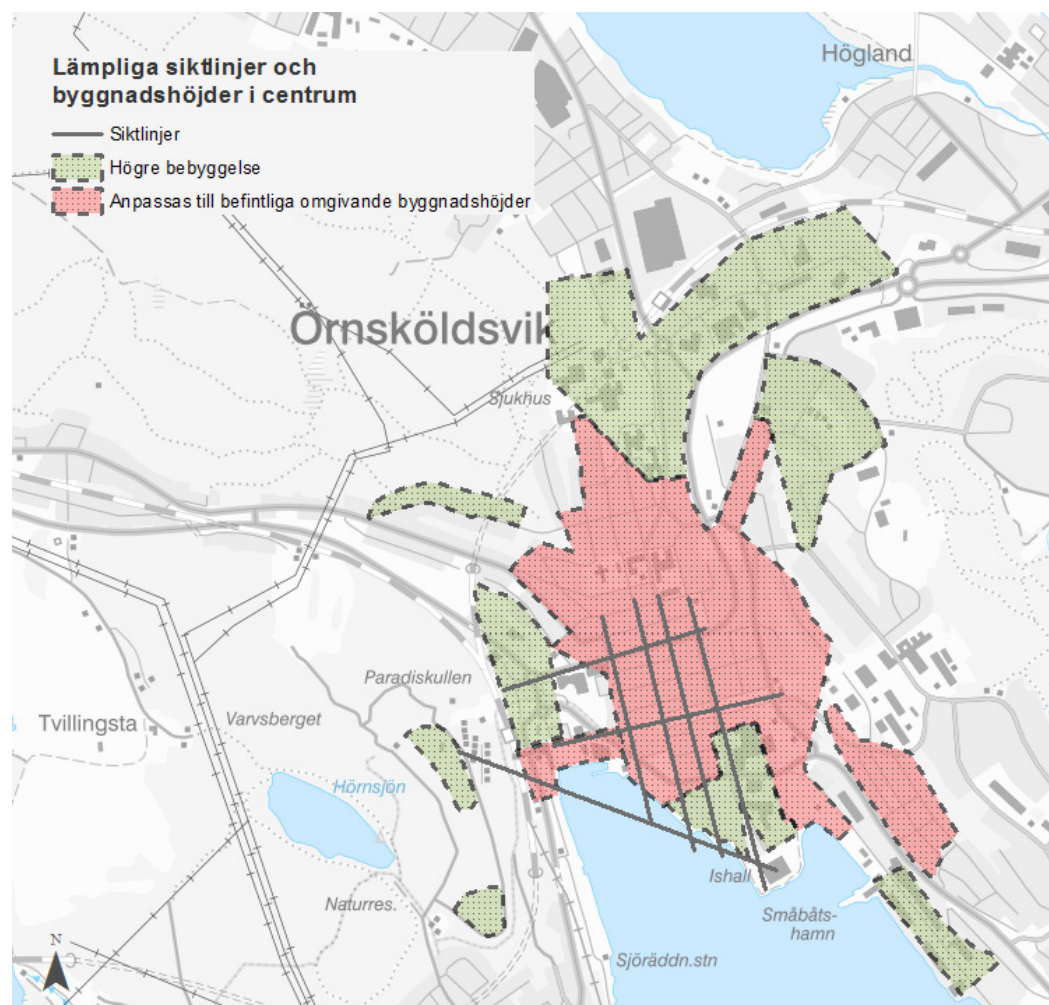 Lämpliga siktlinjer och
byggnadshöjder i centrum
Siktlinjer
Högre bebyggelse
Anpassas till befintliga omgivande byggnadshöjder
Högland
Örnsköldsvik
Sjukhus
Paradiskullen
Tvillingsta
Varvsberget
Hörnsjön
Ishall
Naturres.
Småbåts-
hamn
Sjöräddn.stn
N